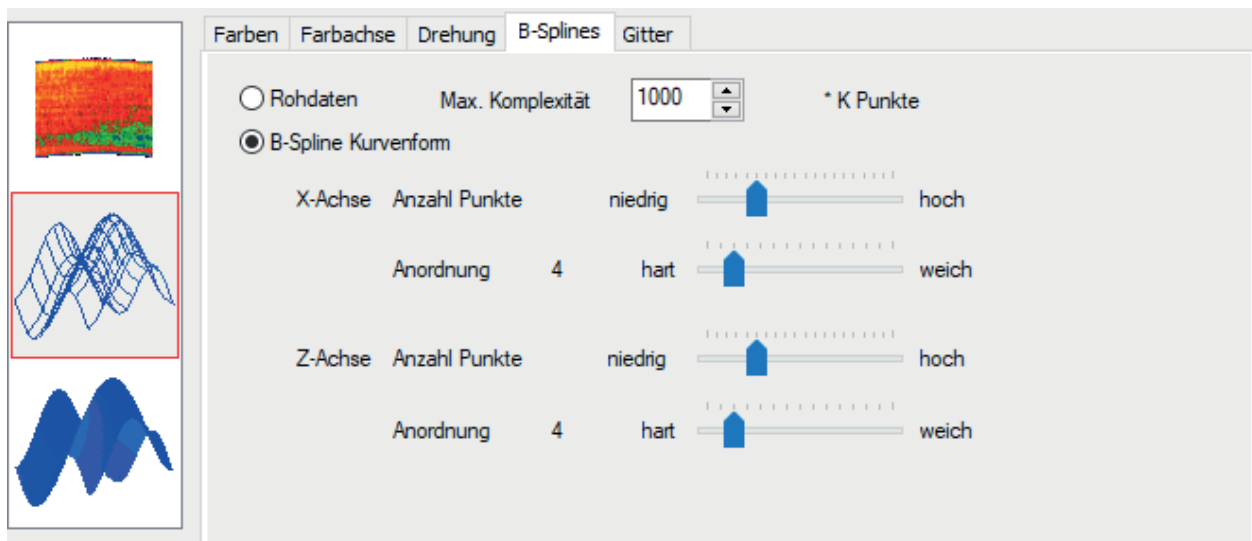 Farben Farbachse Drehung B-Splines Gitter
Rohdaten Max. Komplexität 1000 * K Punkte
B-Spline Kurvenform
X-Achse Anzahl Punkte niedrig hoch
Anordnung 4 hart weich
Z-Achse Anzahl Punkte niedrig hoch
Anordnung 4 hart weich